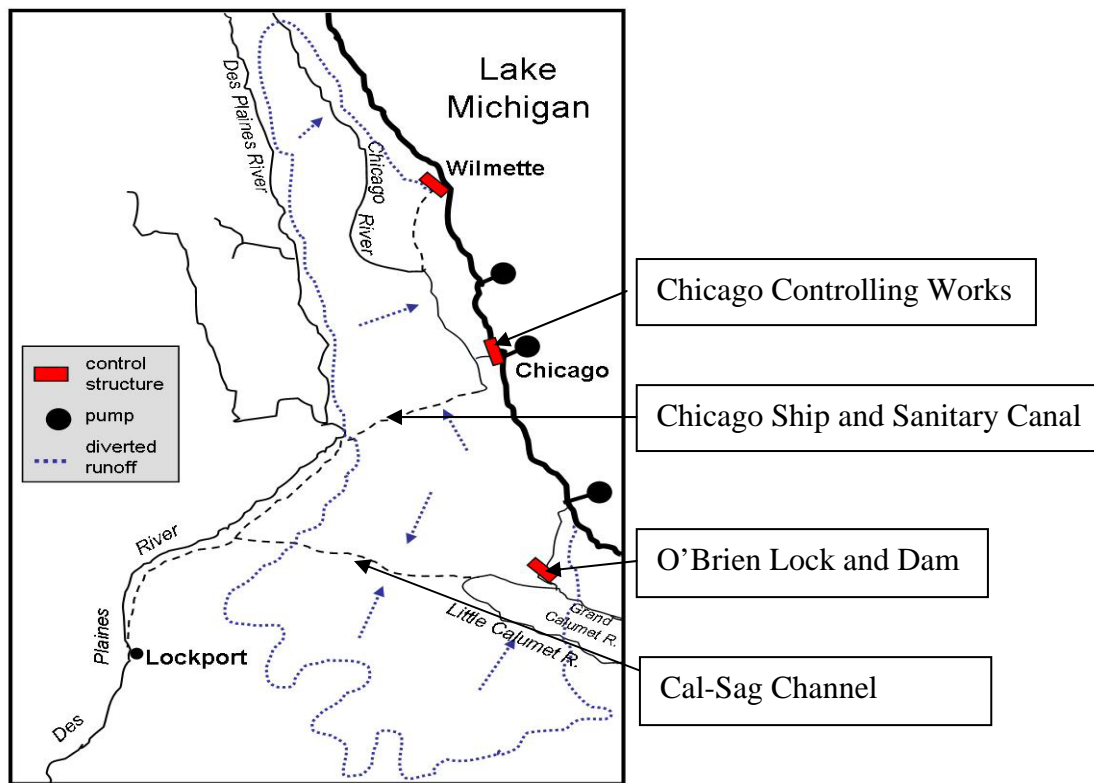 Lake
Michigan
Des Plaines River
Chicago
River
Wilmette
Chicago Controlling Works
Chicago
control
structure
pump
diverted
runoff
Chicago Ship and Sanitary Canal
River
O'Brien Lock and Dam
Grand
Calumet R.
Little Calumet R.
Plaines
Lockport
Cal-Sag Channel
Des